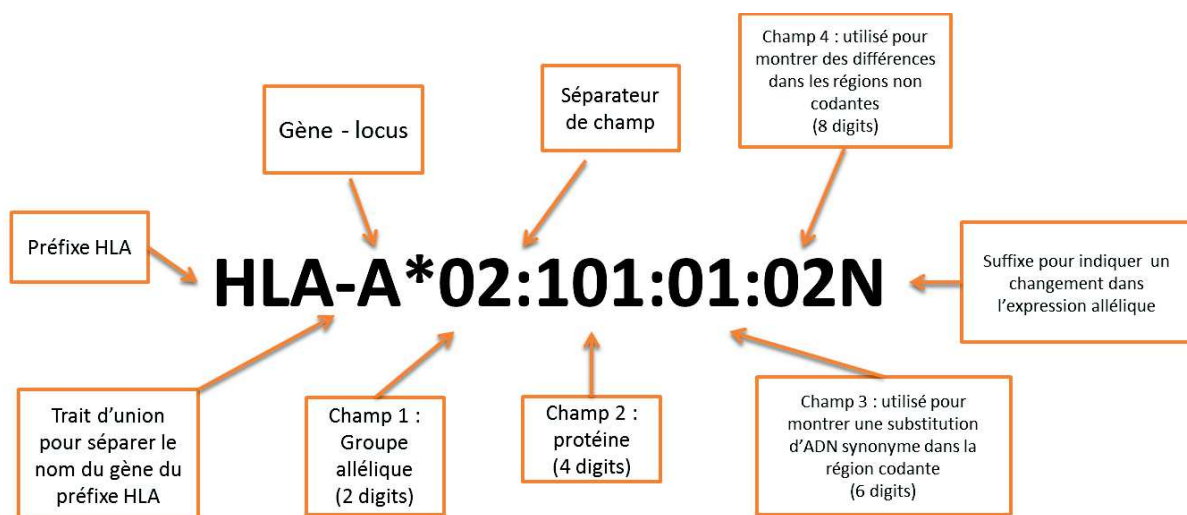 Gène - locus
Séparateur
de champ
Champ 4 : utilisé pour
montrer des différences
dans les régions non
codantes
(8 digits)
Préfixe HLA
HLA-A*02:101:01:02N
Suffixe pour indiquer un
changement dans
l'expression allélique
Trait d'union
pour séparer le
nom du gène du
préfixe HLA
Champ 1 :
Groupe
allélique
(2 digits)
Champ 2 :
protéine
(4 digits)
Champ 3 : utilisé pour
montrer une substitution
d'ADN synonyme dans la
région codante
(6 digits)